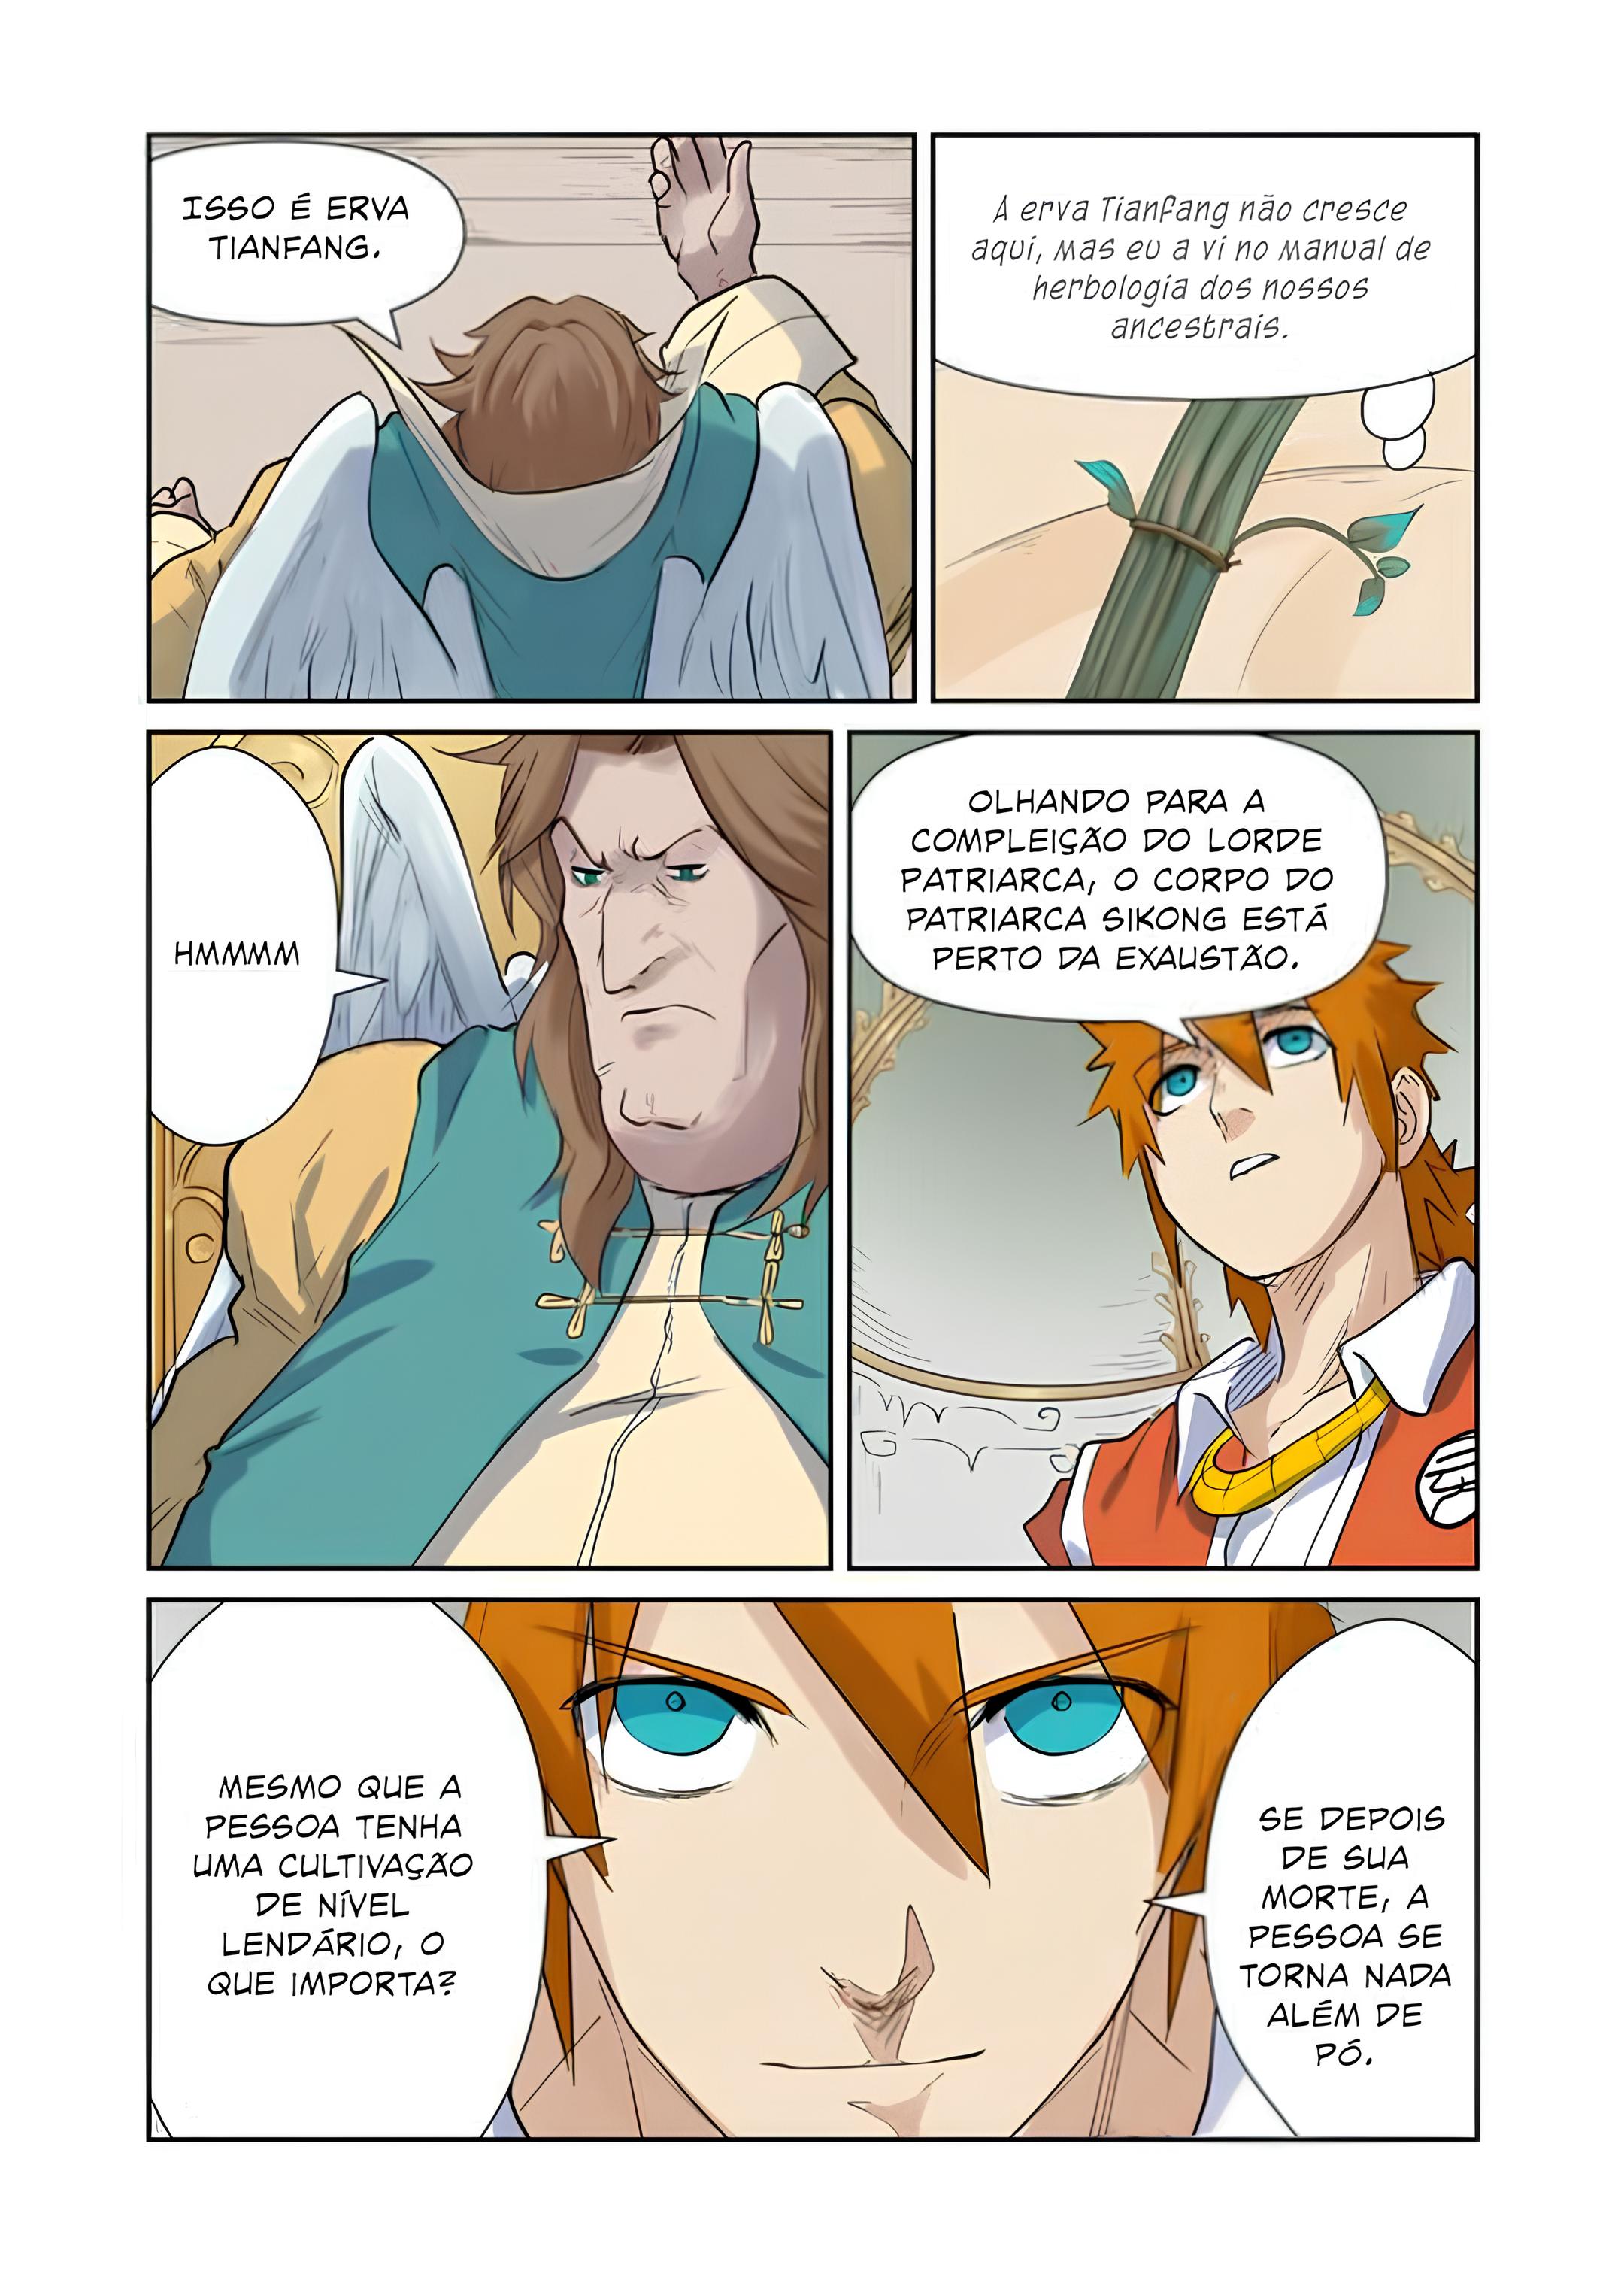 ISSO É ERVA
TIANFANG.
A erva Tianfang não cresce
aqui, mas eu a vi no manual de
herbologia dos nossos
ancestrais.
HMMMM
OLHANDO PARA A
COMPLEIÇÃO DO LORDE
PATRIARCA, O CORPO DO
PATRIARCA SIKONG ESTÁ
PERTO DA EXAUSTÃO.
MESMO QUE A
PESSOA TENHA
UMA CULTIVAÇÃO
DE NÍVEL
LENDÁRIO, O
QUE IMPORTA?
SE DEPOIS
DE SUA
MORTE, A
PESSOA SE
TORNA NADA
ALÉM DE
PÓ.